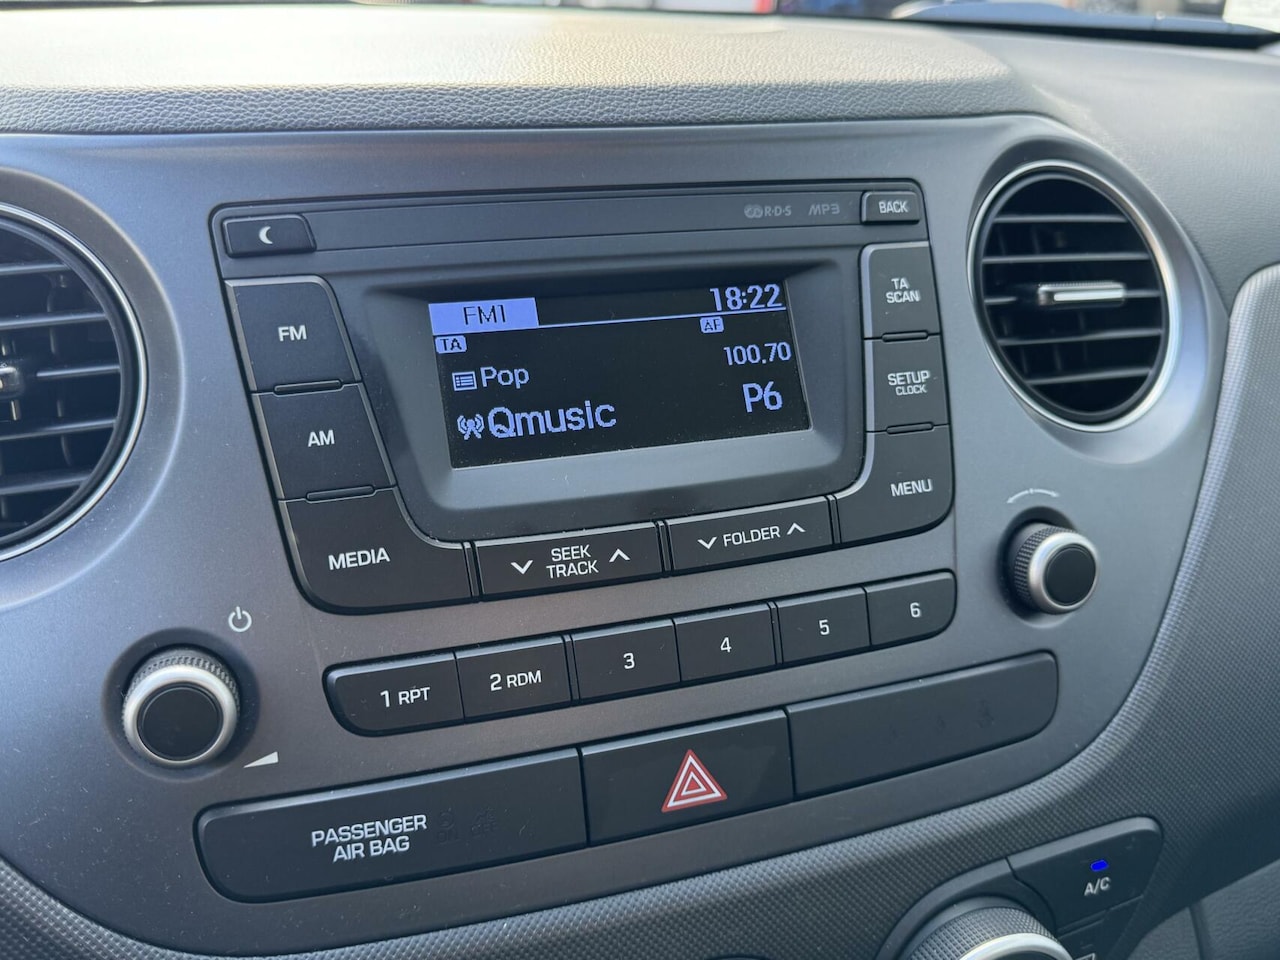 R·D·S MP3 BACK
FM1 18:22
TA AF
Pop 100.70
Qmusic P6
FM
AM
MEDIA
TA
SCAN
SETUP
CLOCK
MENU
SEEK
TRACK
FOLDER
1 RPT
2 RDM
3
4
5
6
PASSENGER
AIR BAG
A/C